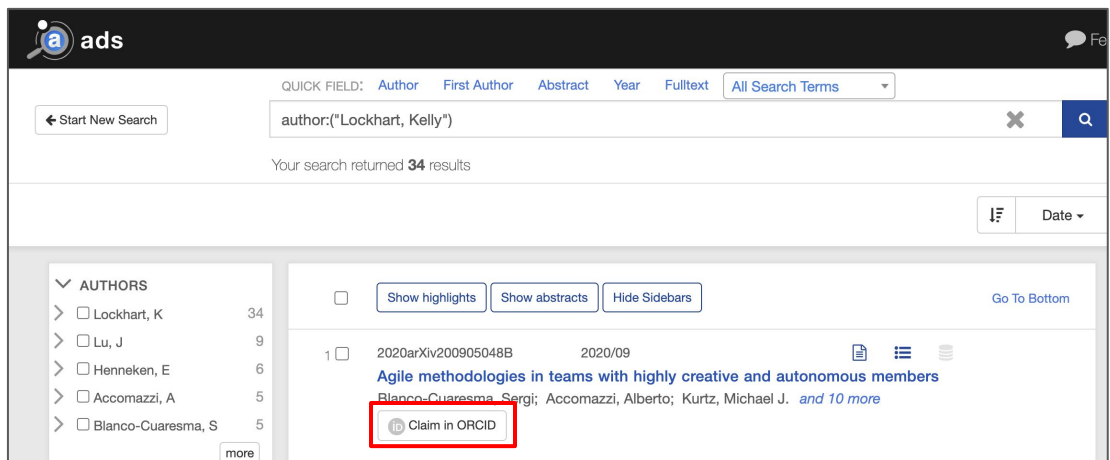 a ads
Fe
QUICK FIELD: Author First Author Abstract Year Fulltext All Search Terms
Start New Search
author:("Lockhart, Kelly")
Your search returned 34 results
Date
AUTHORS
Lockhart, K 34
Lu, J 9
Henneken, E 6
Accomazzi, A 5
Blanco-Cuaresma, S 5
more
Show highlights Show abstracts Hide Sidebars Go To Bottom
1 2020arXiv200905048B 2020/09
Agile methodologies in teams with highly creative and autonomous members
Blanco-Cuaresma, Sergi; Accomazzi, Alberto; Kurtz, Michael J. and 10 more
iD Claim in ORCID